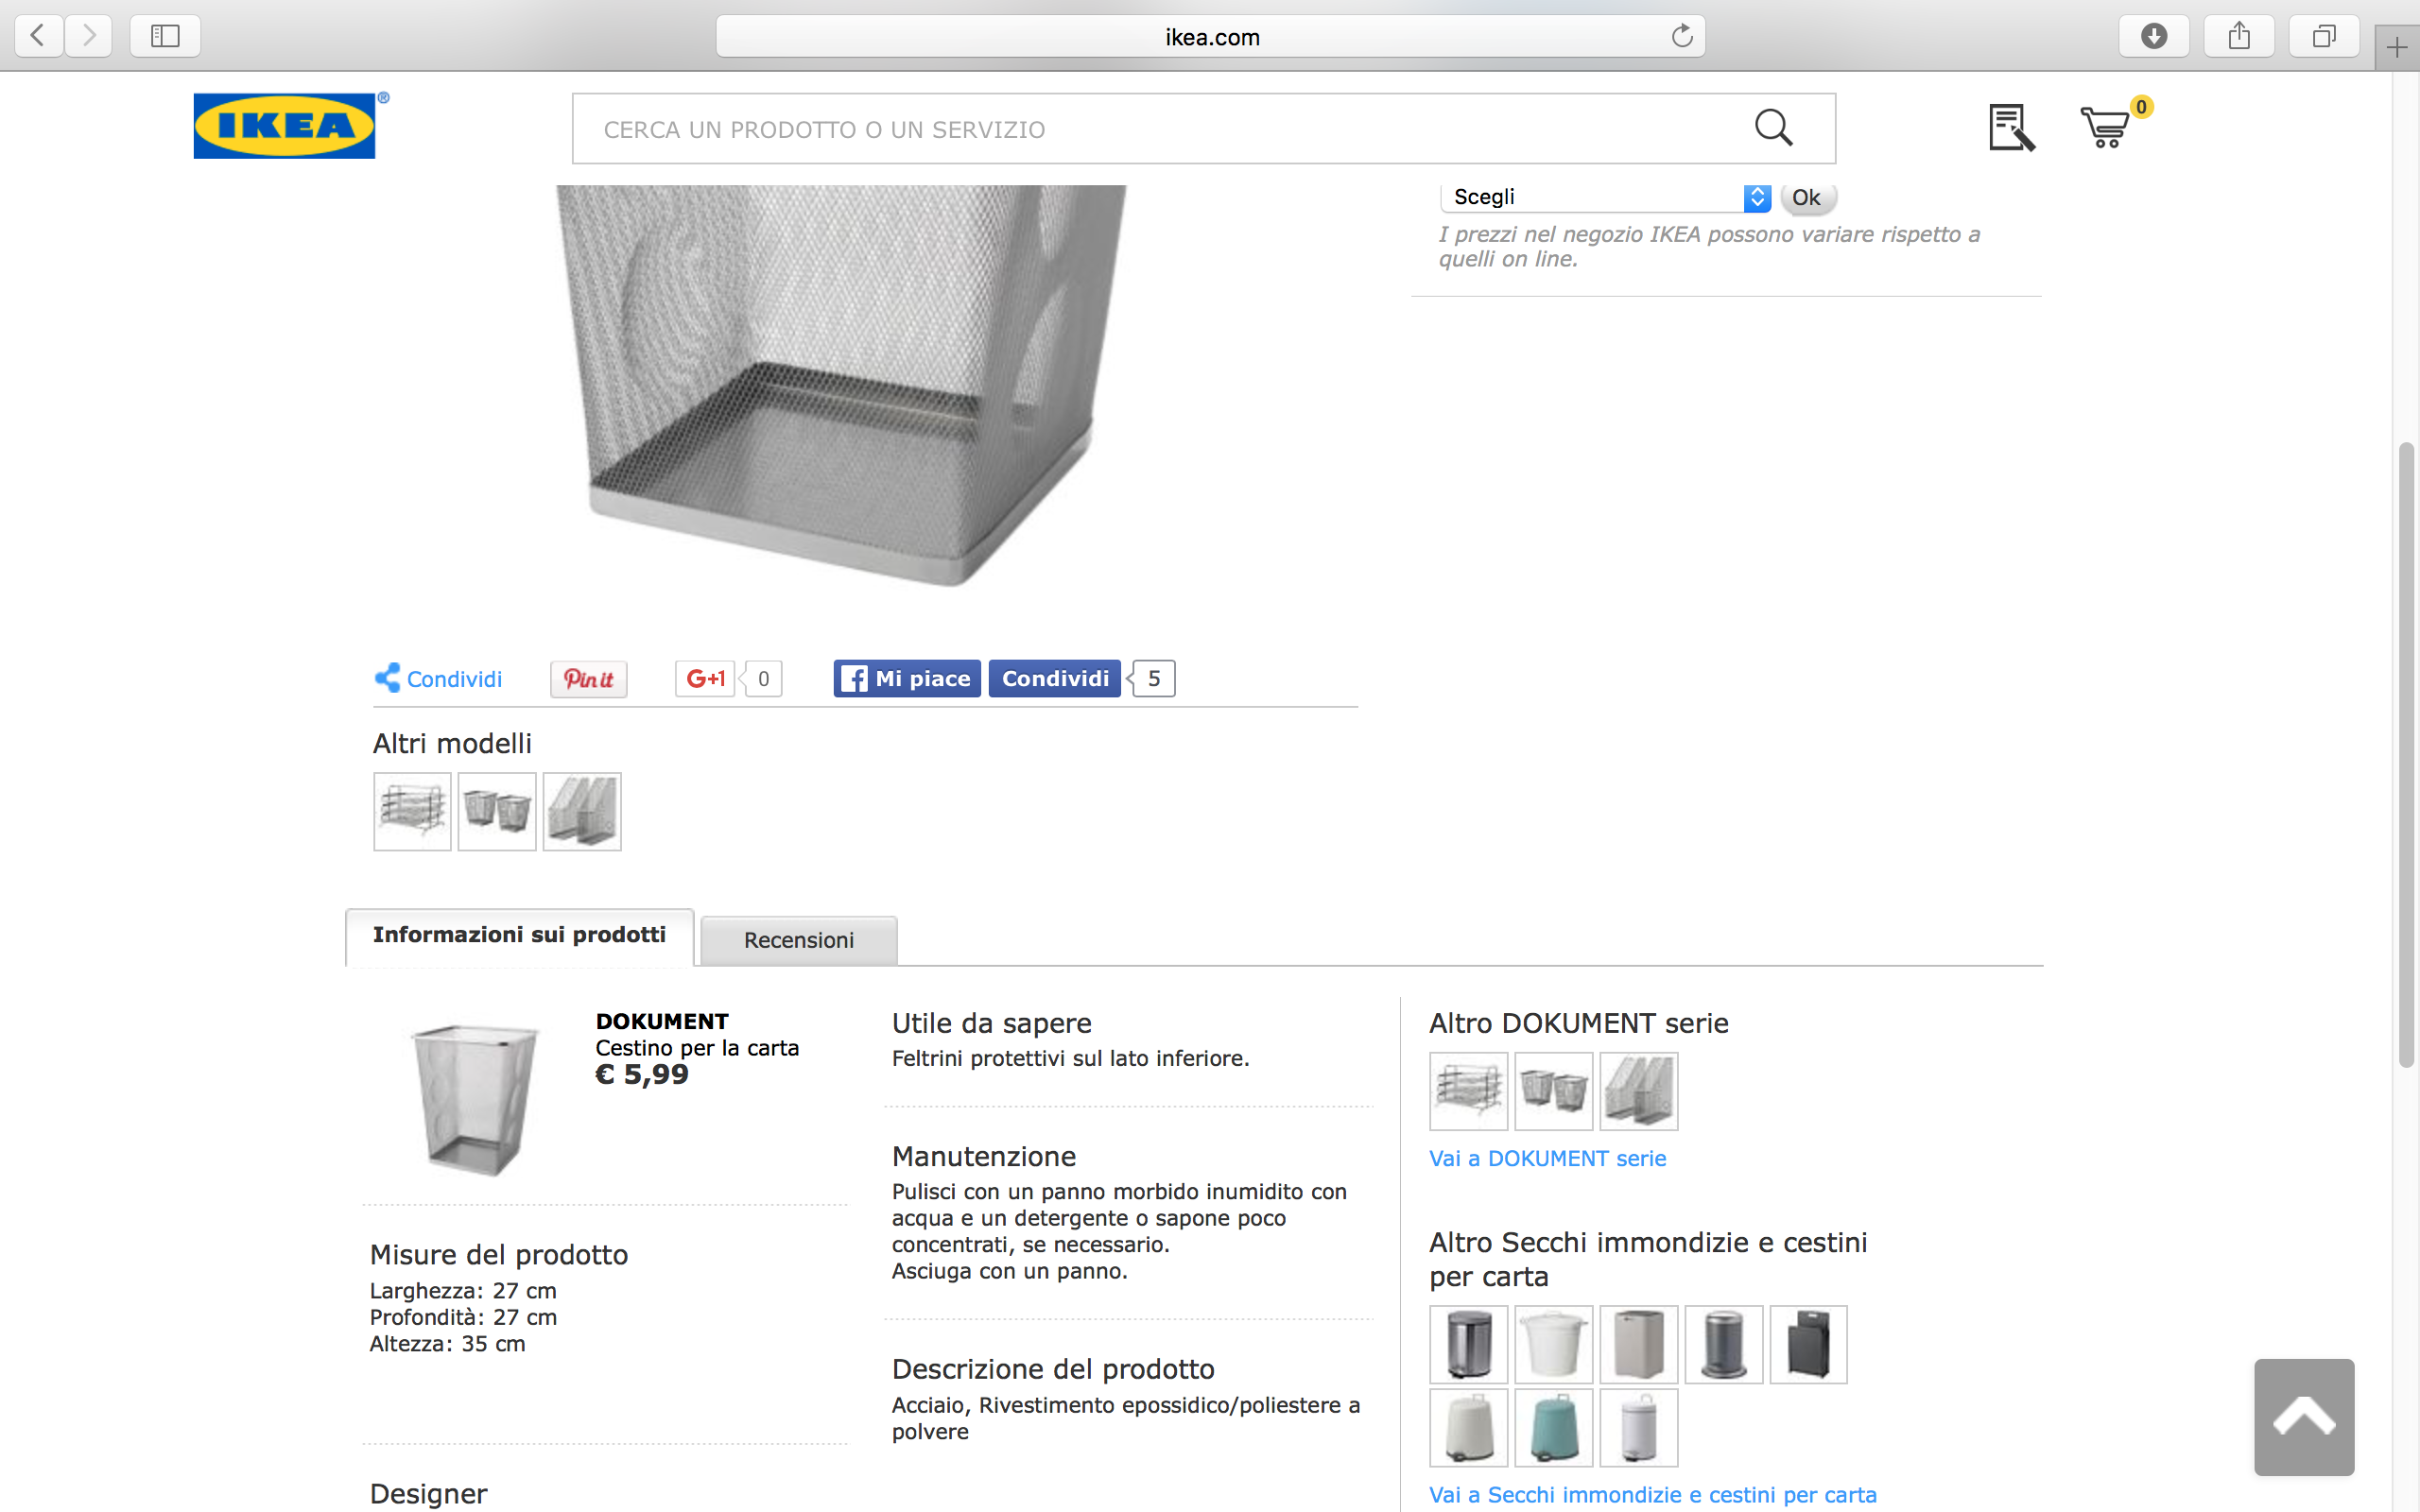 ikea.com
IKEA®
CERCA UN PRODOTTO O UN SERVIZIO
0
Scegli
Ok
I prezzi nel negozio IKEA possono variare rispetto a
quelli on line.
Condividi
Pin it
G+1
0
Mi piace
Condividi
5
Altri modelli
Informazioni sui prodotti
Recensioni
DOKUMENT
Cestino per la carta
€ 5,99
Misure del prodotto
Larghezza: 27 cm
Profondità: 27 cm
Altezza: 35 cm
Designer
Utile da sapere
Feltrini protettivi sul lato inferiore.
Manutenzione
Pulisci con un panno morbido inumidito con
acqua e un detergente o sapone poco
concentrati, se necessario.
Asciuga con un panno.
Descrizione del prodotto
Acciaio, Rivestimento epossidico/poliestere a
polvere
Altro DOKUMENT serie
Vai a DOKUMENT serie
Altro Secchi immondizie e cestini
per carta
Vai a Secchi immondizie e cestini per carta